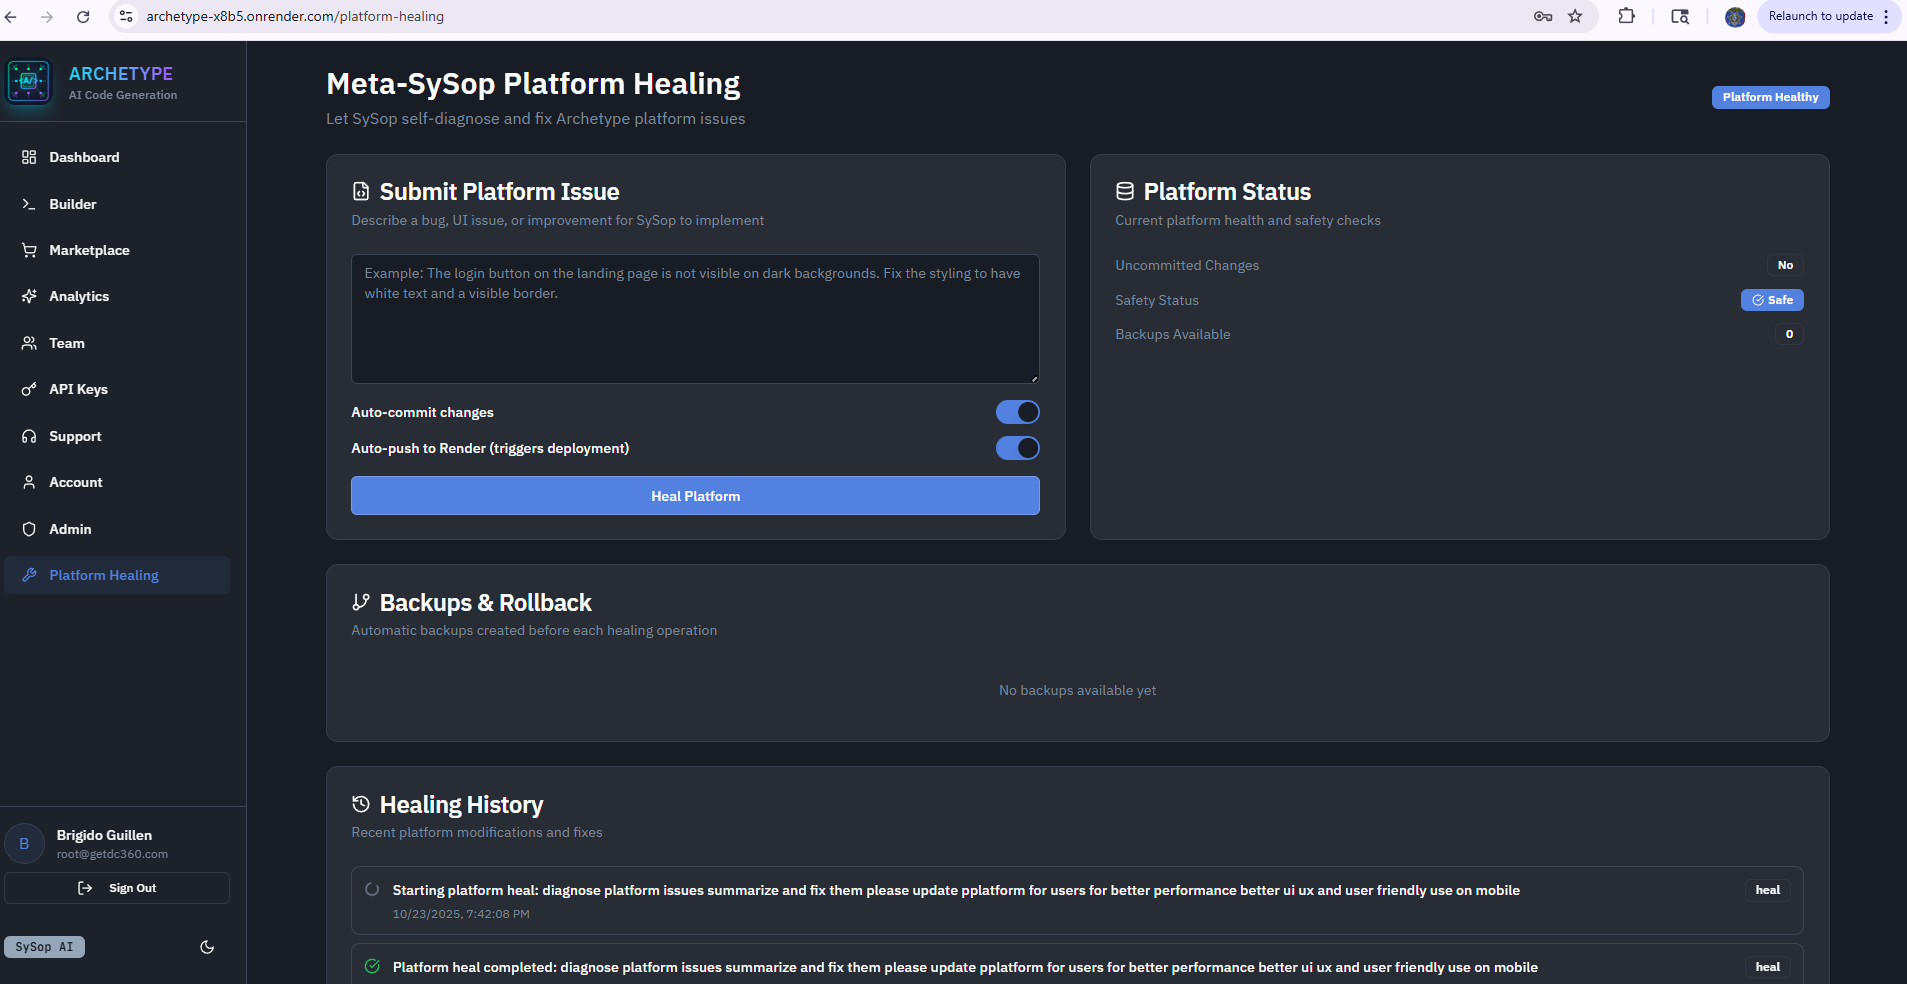 archetype-x8b5.onrender.com/platform-healing
Relaunch to update
ARCHETYPE
AI Code Generation
Dashboard
Builder
Marketplace
Analytics
Team
API Keys
Support
Account
Admin
Platform Healing
Brigido Guillen
root@getdc360.com
Sign Out
SySop AI
Meta-SySop Platform Healing
Let SySop self-diagnose and fix Archetype platform issues
Platform Healthy
Submit Platform Issue
Describe a bug, UI issue, or improvement for SySop to implement
Example: The login button on the landing page is not visible on dark backgrounds. Fix the styling to have
white text and a visible border.
Auto-commit changes
Auto-push to Render (triggers deployment)
Heal Platform
Platform Status
Current platform health and safety checks
Uncommitted Changes
No
Safety Status
Safe
Backups Available
0
Backups & Rollback
Automatic backups created before each healing operation
No backups available yet
Healing History
Recent platform modifications and fixes
Starting platform heal: diagnose platform issues summarize and fix them please update pplatform for users for better performance better ui ux and user friendly use on mobile
heal
10/23/2025, 7:42:08 PM
Platform heal completed: diagnose platform issues summarize and fix them please update pplatform for users for better performance better ui ux and user friendly use on mobile
heal